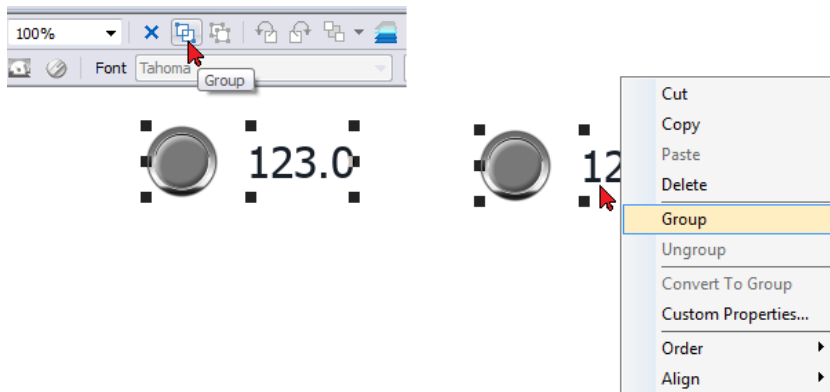 100%
Font Tahoma
Group
123.0
12
Cut
Copy
Paste
Delete
Group
Ungroup
Convert To Group
Custom Properties...
Order
Align